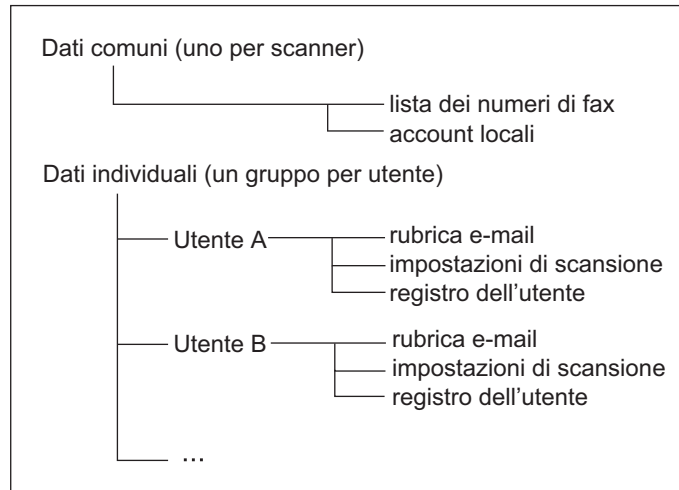 Dati comuni (uno per scanner)
lista dei numeri di fax
account locali
Dati individuali (un gruppo per utente)
Utente A
rubrica e-mail
impostazioni di scansione
registro dell'utente
Utente B
rubrica e-mail
impostazioni di scansione
registro dell'utente
...